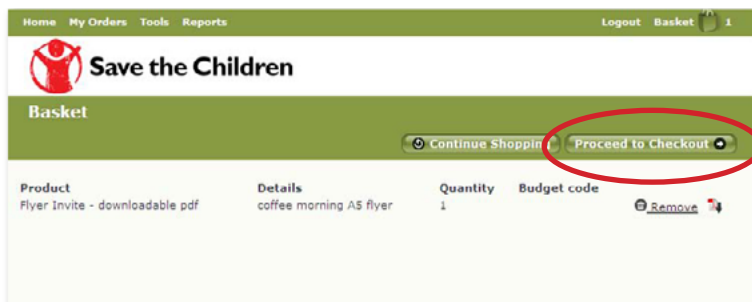 Home My Orders Tools Reports Logout Basket 1
Save the Children
Basket
Continue Shopping Proceed to Checkout
Product Details Quantity Budget code
Flyer Invite - downloadable pdf coffee morning A5 flyer 1 Remove